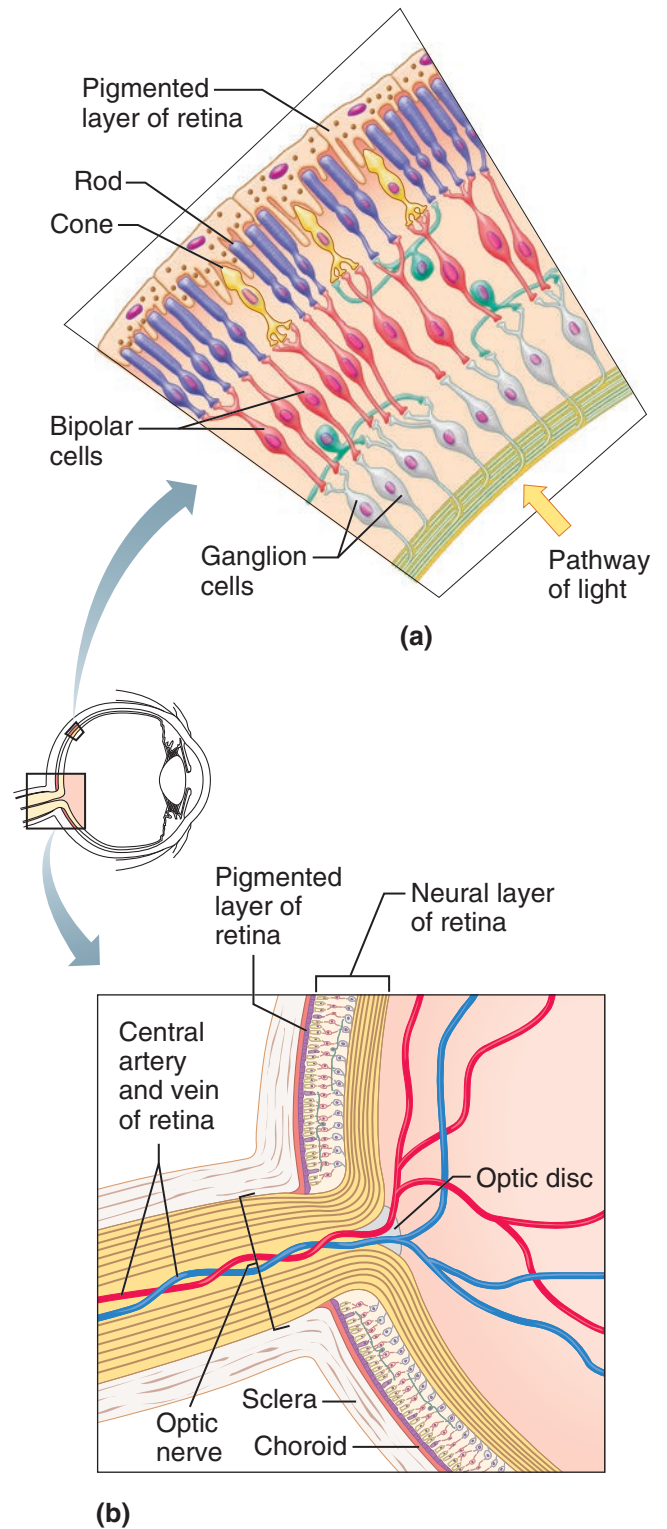 Pigmented
layer of retina
Rod
Cone
Bipolar
cells
Ganglion
cells
Pathway
of light
(a)
Pigmented
layer of
retina
Neural layer
of retina
Central
artery
and vein
of retina
Optic disc
Sclera
Optic
nerve
Choroid
(b)